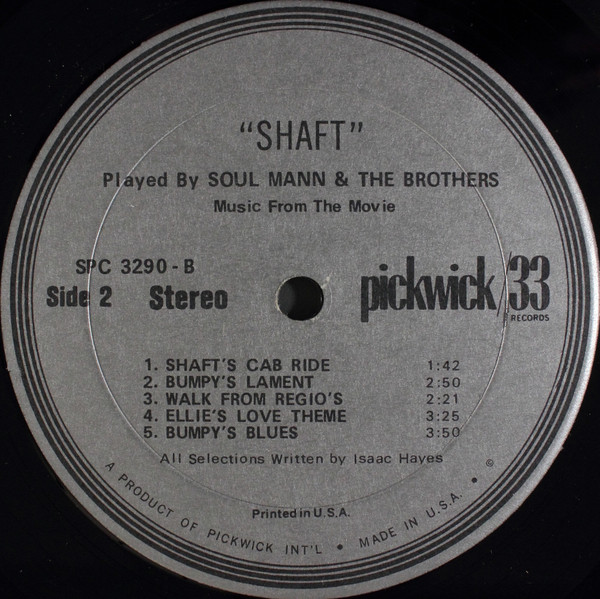 "SHAFT"
Played By SOUL MANN & THE BROTHERS
Music From The Movie
SPC 3290 - B
Side 2 Stereo
pickwick/33
RECORDS
1. SHAFT'S CAB RIDE 1:42
2. BUMPY'S LAMENT 2:50
3. WALK FROM REGIO'S 2:21
4. ELLIE'S LOVE THEME 3:25
5. BUMPY'S BLUES 3:50
All Selections Written by Isaac Hayes
Printed in U.S.A.
A PRODUCT OF PICKWICK INT'L • MADE IN U.S.A. • ©